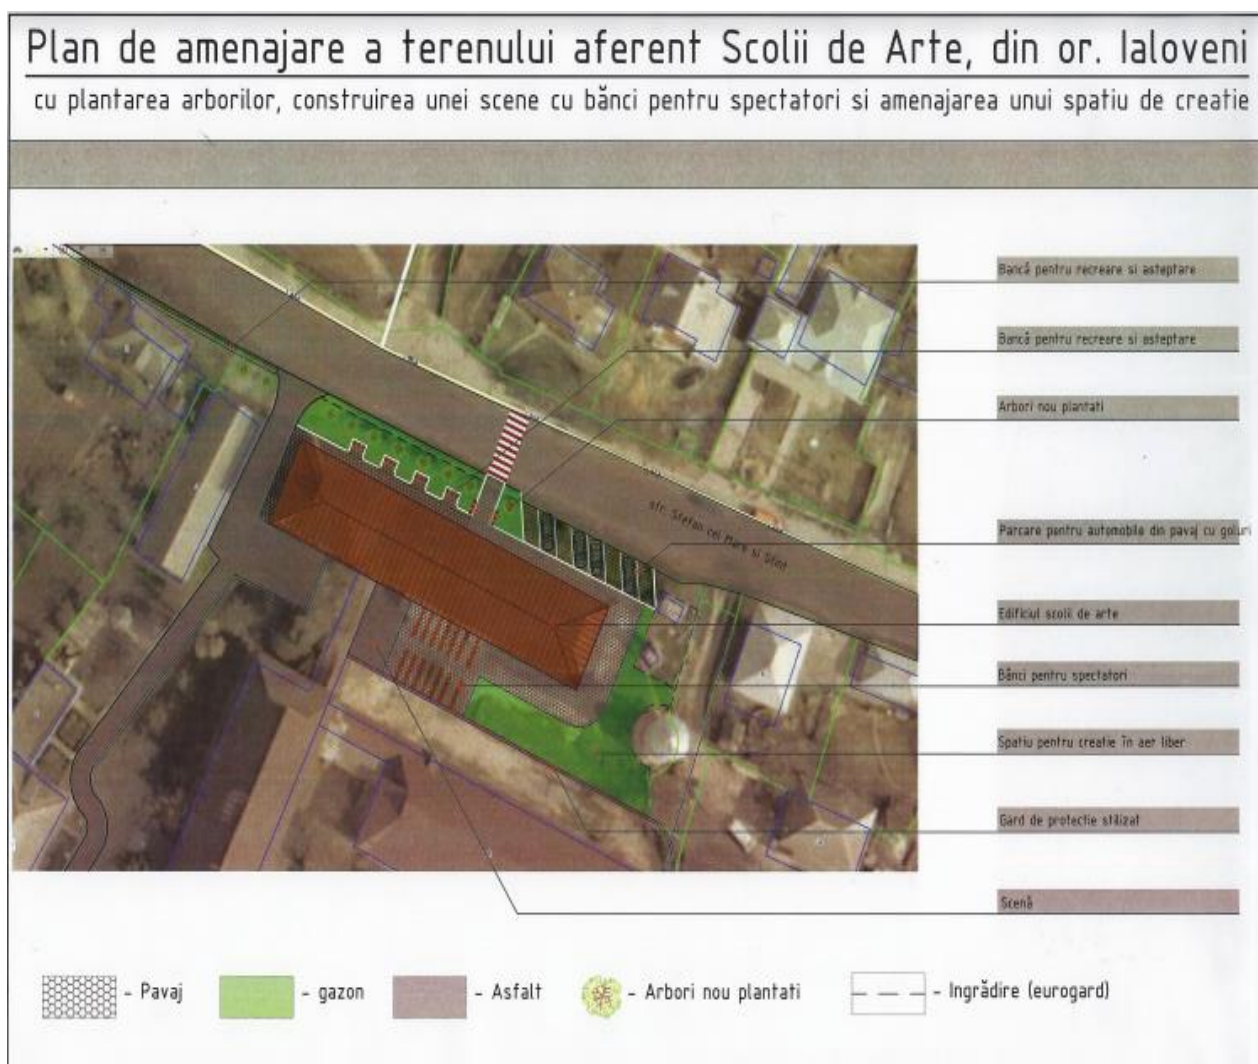 Plan de amenajare a terenului aferent Scolii de Arte, din or. Ialoveni
cu plantarea arborilor, construirea unei scene cu bănci pentru spectatori si amenajarea unui spatiu de creatie
Bancă pentru recreare si asteptare
Bancă pentru recreare si asteptare
Arbori nou plantati
str. Stefan cel Mare si Sfint
Parcare pentru automobile din pavaj cu goluri
Edificiul scolii de arte
Bănci pentru spectatori
Spatiu pentru creatie în aer liber
Gard de protectie stilizat
Scenă
- Pavaj
- gazon
- Asfalt
- Arbori nou plantati
- Ingrădire (eurogard)